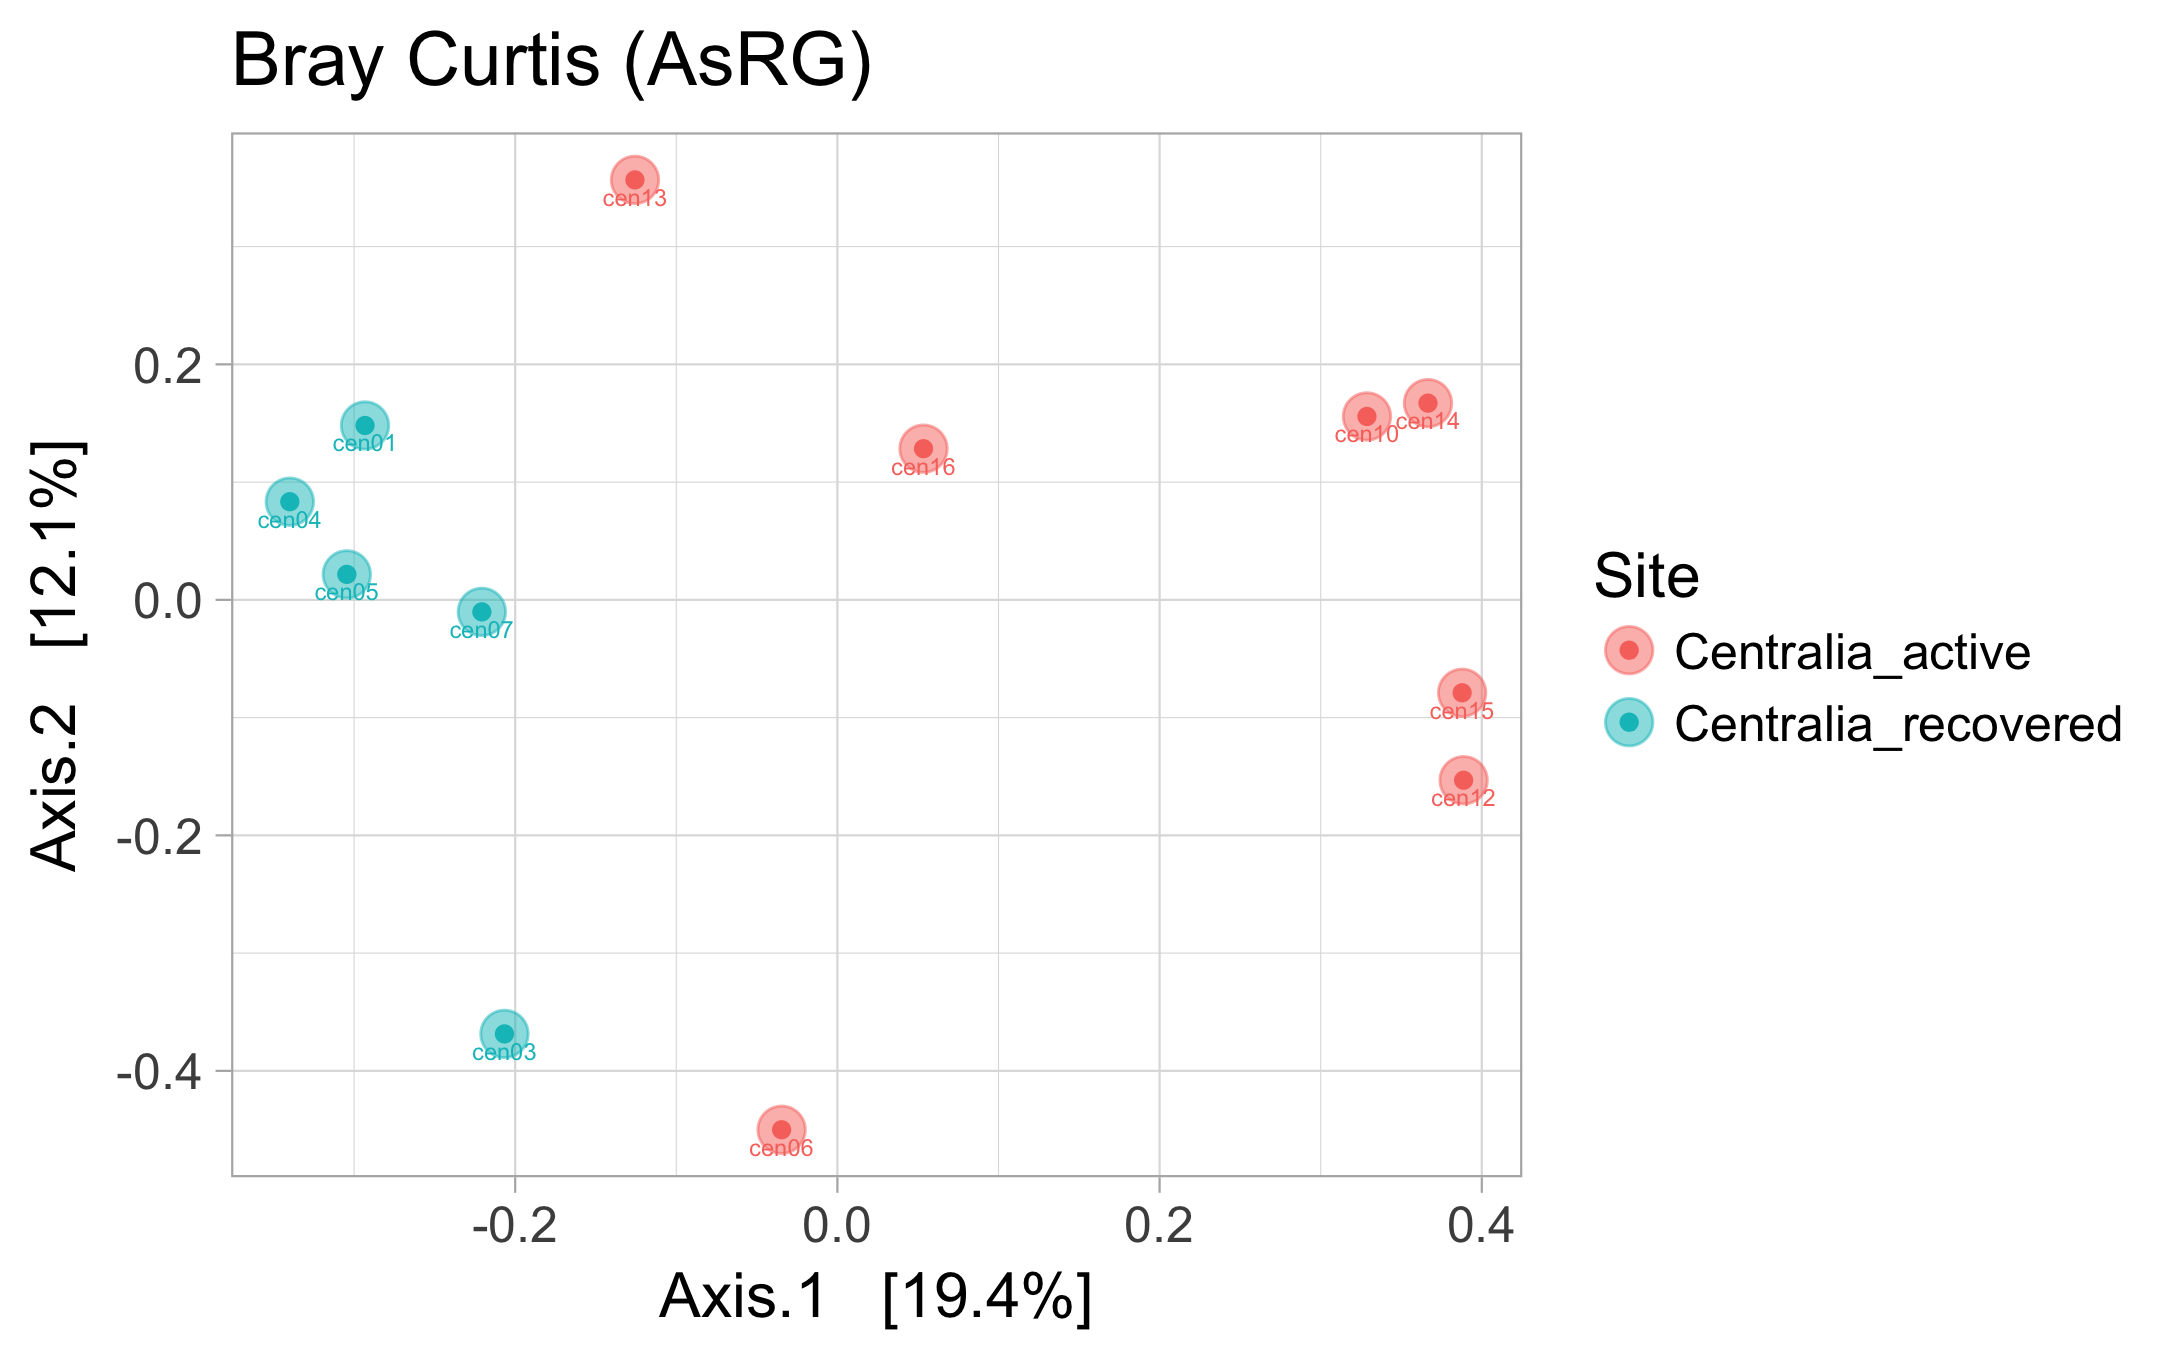 Bray Curtis (AsRG)
cen13
0.2
cen01
cen16
cen10
cen14
cen04
cen05
0.0
cen07
cen15
cen12
-0.2
cen03
-0.4
cen06
Axis.2 [12.1%]
-0.2 0.0 0.2 0.4
Axis.1 [19.4%]
Site
Centralia_active
Centralia_recovered